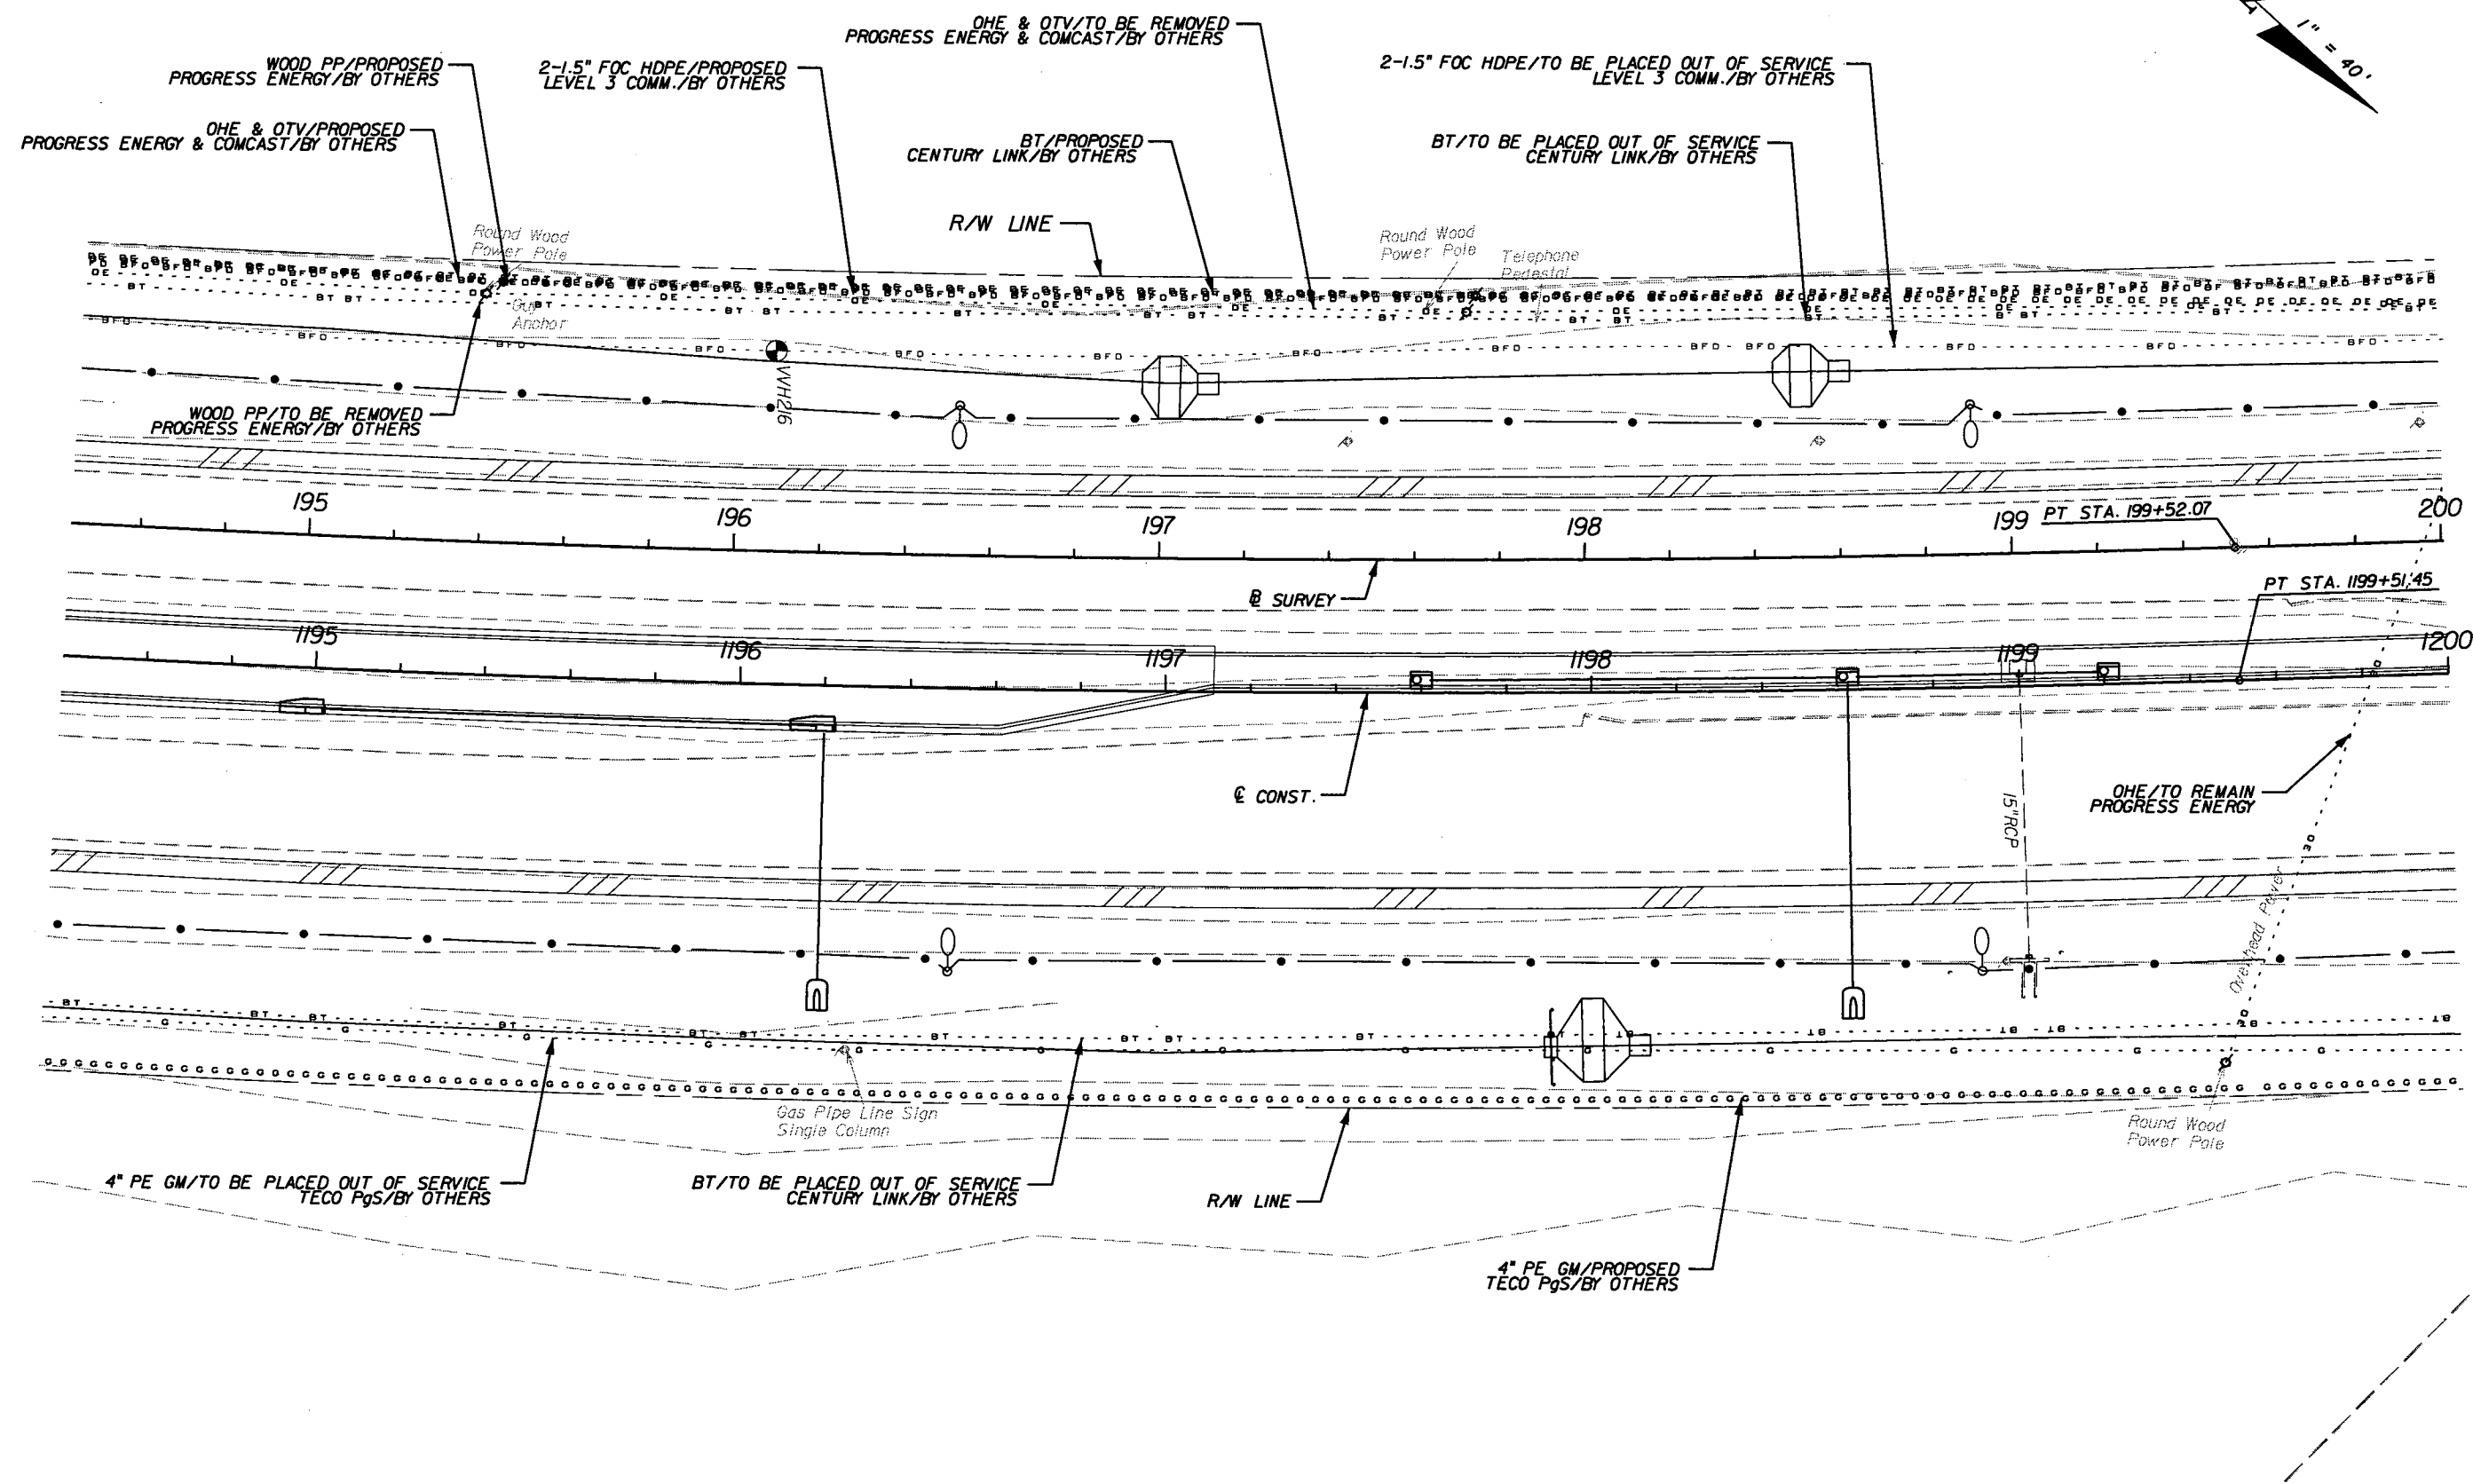 1" = 40'
OHE & OTV/TO BE REMOVED
PROGRESS ENERGY & COMCAST/BY OTHERS
WOOD PP/PROPOSED
PROGRESS ENERGY/BY OTHERS
2-1.5" FOC HDPE/PROPOSED
LEVEL 3 COMM./BY OTHERS
2-1.5" FOC HDPE/TO BE PLACED OUT OF SERVICE
LEVEL 3 COMM./BY OTHERS
OHE & OTV/PROPOSED
PROGRESS ENERGY & COMCAST/BY OTHERS
BT/PROPOSED
CENTURY LINK/BY OTHERS
BT/TO BE PLACED OUT OF SERVICE
CENTURY LINK/BY OTHERS
R/W LINE
Round Wood
Power Pole
Round Wood
Power Pole
Telephone
Pedestal
Guy
Anchor
VVH216
WOOD PP/TO BE REMOVED
PROGRESS ENERGY/BY OTHERS
195
196
197
198
199
PT STA. 199+52.07
200
℄ SURVEY
PT STA. 1199+51.45
1195
1196
1197
1198
1199
1200
℄ CONST.
15"RCP
OHE/TO REMAIN
PROGRESS ENERGY
Overhead Power
Gas Pipe Line Sign
Single Column
Round Wood
Power Pole
4" PE GM/TO BE PLACED OUT OF SERVICE
TECO PgS/BY OTHERS
BT/TO BE PLACED OUT OF SERVICE
CENTURY LINK/BY OTHERS
R/W LINE
4" PE GM/PROPOSED
TECO PgS/BY OTHERS